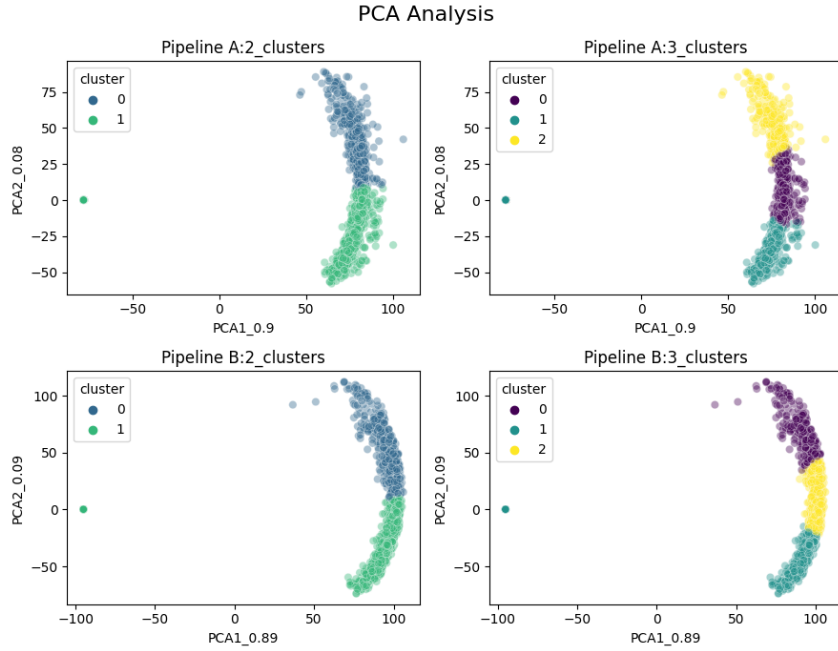 PCA Analysis
Pipeline A:2_clusters
cluster
0
1
75
50
25
0
−25
−50
PCA2_0.08
−50
0
50
100
PCA1_0.9
Pipeline A:3_clusters
cluster
0
1
2
75
50
25
0
−25
−50
PCA2_0.08
−50
0
50
100
PCA1_0.9
Pipeline B:2_clusters
cluster
0
1
100
50
0
−50
PCA2_0.09
−100
−50
0
50
100
PCA1_0.89
Pipeline B:3_clusters
cluster
0
1
2
100
50
0
−50
PCA2_0.09
−100
−50
0
50
100
PCA1_0.89